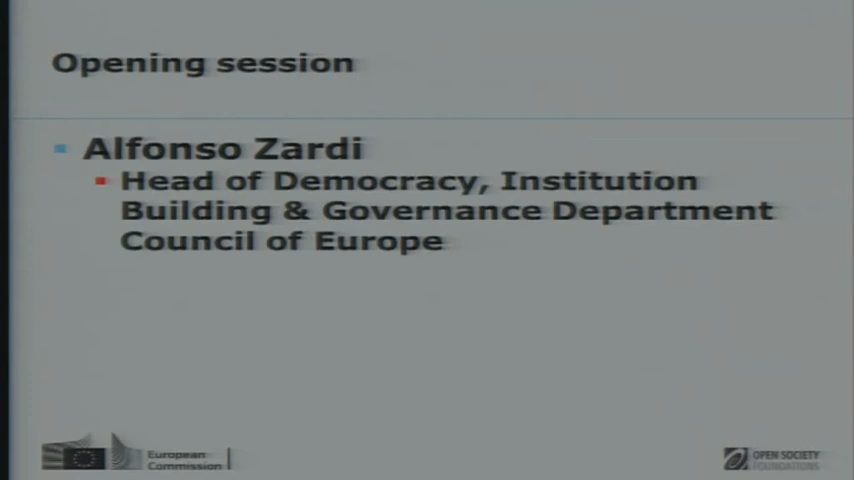 Opening session
Alfonso Zardi
Head of Democracy, Institution
Building & Governance Department
Council of Europe
European
Commission
OPEN SOCIETY
FOUNDATIONS